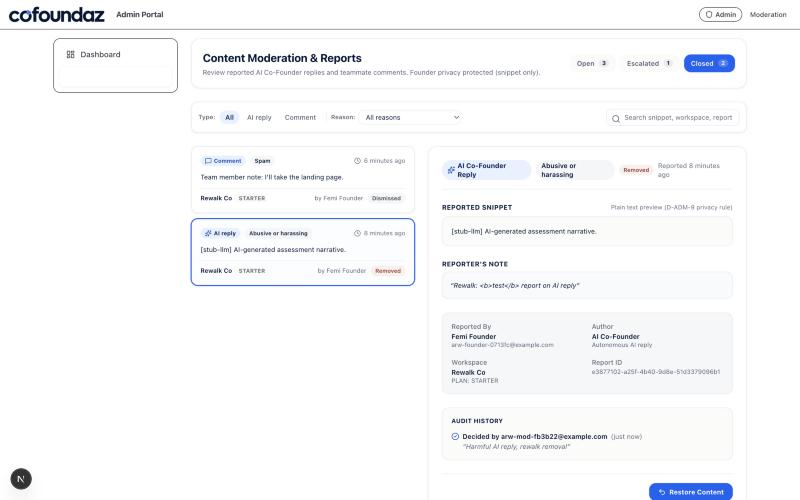 cofoundaz Admin Portal Admin Moderation
Dashboard
Content Moderation & Reports
Review reported AI Co-Founder replies and teammate comments. Founder privacy protected (snippet only).
Open 3 Escalated 1 Closed 2
Type: All AI reply Comment Reason: All reasons Search snippet, workspace, report
Comment Spam 6 minutes ago
Team member note: I'll take the landing page.
Rewalk Co STARTER by Femi Founder Dismissed
AI reply Abusive or harassing 8 minutes ago
[stub-llm] AI-generated assessment narrative.
Rewalk Co STARTER by Femi Founder Removed
AI Co-Founder
Reply
Abusive or
harassing
Removed
Reported 8 minutes
ago
REPORTED SNIPPET Plain text preview (D-ADM-9 privacy rule)
[stub-llm] AI-generated assessment narrative.
REPORTER'S NOTE
"Rewalk: <b>test</b> report on AI reply"
Reported By
Femi Founder
arw-founder-0713fc@example.com
Author
AI Co-Founder
Autonomous AI reply
Workspace
Rewalk Co
PLAN: STARTER
Report ID
e3877102-a25f-4b40-9d8e-51d3379096b1
AUDIT HISTORY
Decided by arw-mod-fb3b22@example.com (just now)
"Harmful AI reply, rewalk removal"
Restore Content
N